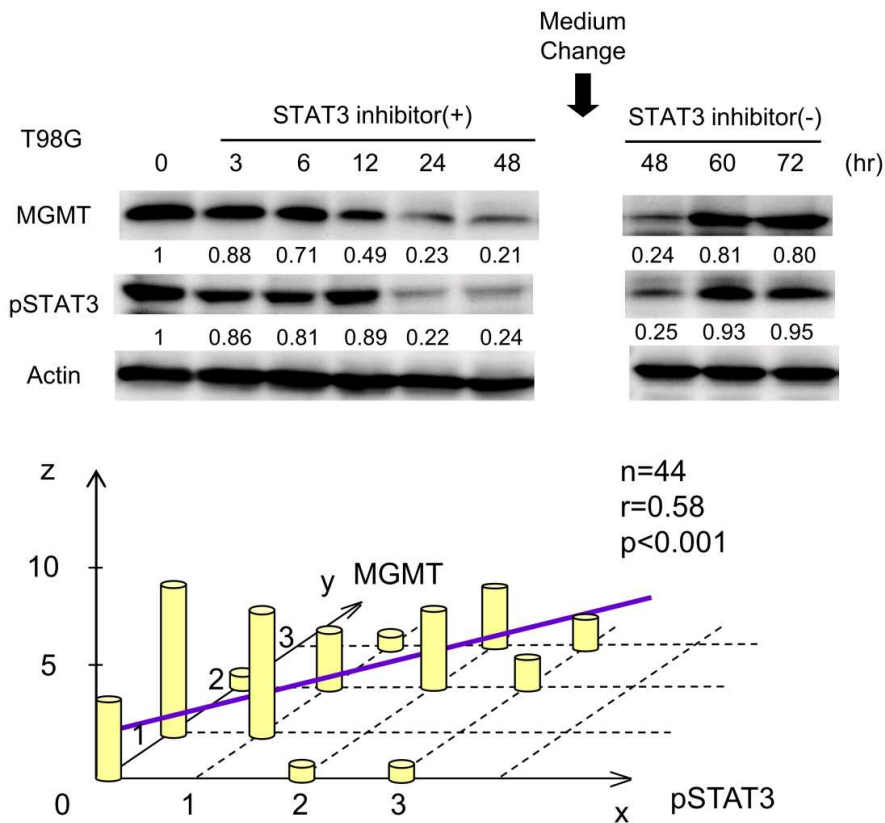 Medium
Change
T98G
STAT3 inhibitor(+)
STAT3 inhibitor(-)
0 3 6 12 24 48 48 60 72 (hr)
MGMT
1 0.88 0.71 0.49 0.23 0.21 0.24 0.81 0.80
pSTAT3
1 0.86 0.81 0.89 0.22 0.24 0.25 0.93 0.95
Actin
z
n=44
r=0.58
p<0.001
10
y MGMT
5
3
2
1
0 1 2 3 x pSTAT3